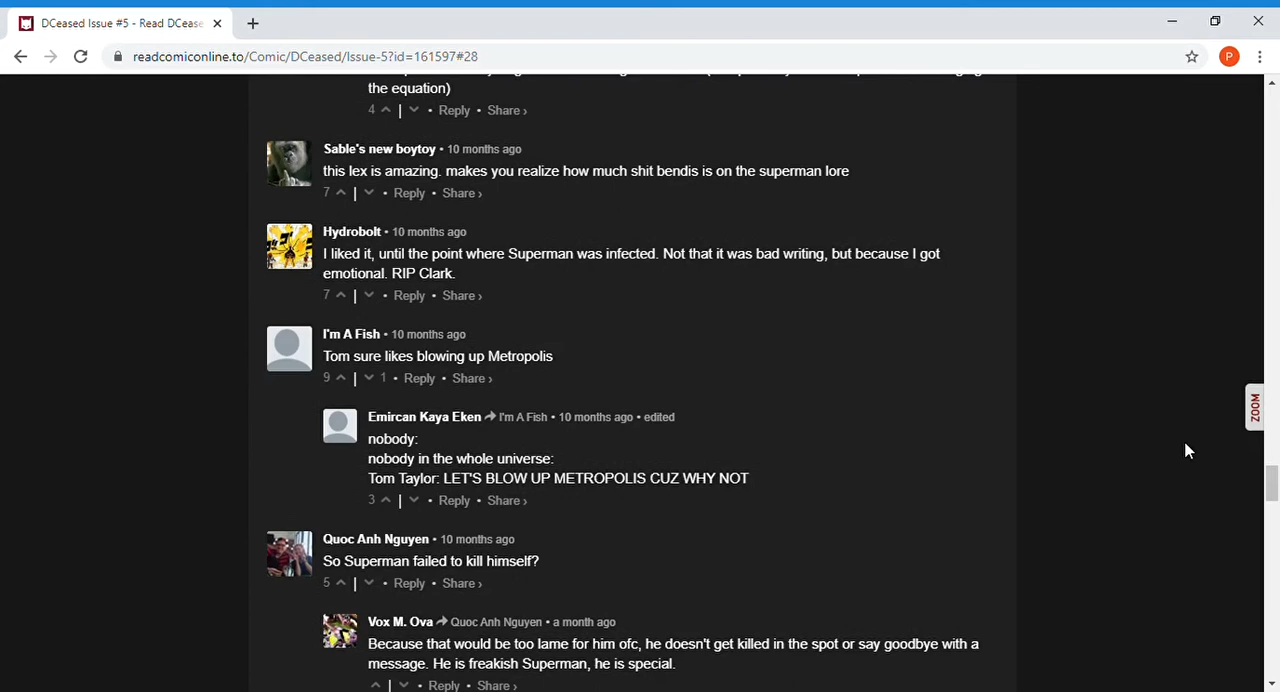 DCeased Issue #5 - Read DCease
readcomiconline.to/Comic/DCeased/Issue-5?id=161597#28
P
the equation)
4 | • Reply • Share ›
Sable's new boytoy • 10 months ago
this lex is amazing. makes you realize how much shit bendis is on the superman lore
7 | • Reply • Share ›
Hydrobolt • 10 months ago
I liked it, until the point where Superman was infected. Not that it was bad writing, but because I got
emotional. RIP Clark.
7 | • Reply • Share ›
I'm A Fish • 10 months ago
Tom sure likes blowing up Metropolis
9 | 1 • Reply • Share ›
ZOOM
Emircan Kaya Eken I'm A Fish • 10 months ago • edited
nobody:
nobody in the whole universe:
Tom Taylor: LET'S BLOW UP METROPOLIS CUZ WHY NOT
3 | • Reply • Share ›
Quoc Anh Nguyen • 10 months ago
So Superman failed to kill himself?
5 | • Reply • Share ›
Vox M. Ova Quoc Anh Nguyen • a month ago
Because that would be too lame for him ofc, he doesn't get killed in the spot or say goodbye with a
message. He is freakish Superman, he is special.
| • Reply • Share ›